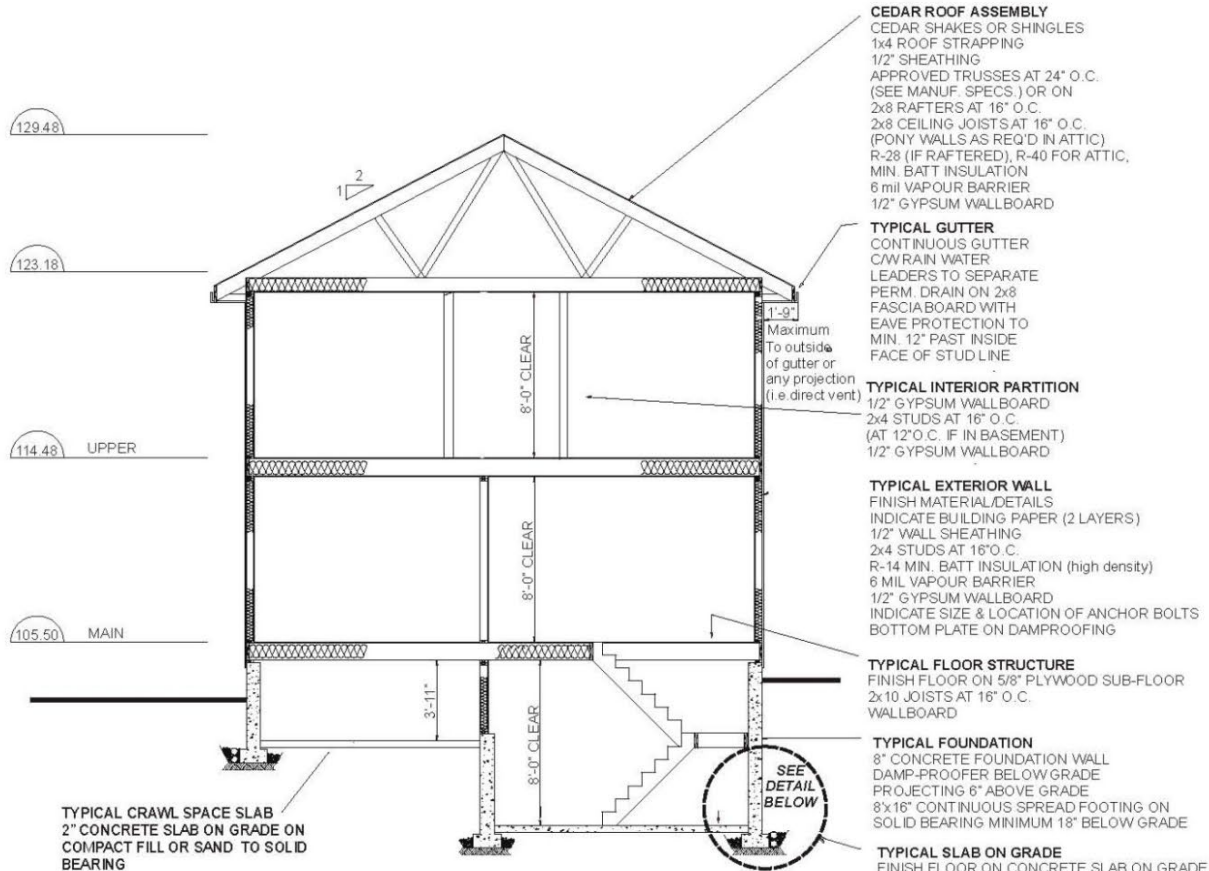 CEDAR ROOF ASSEMBLY
CEDAR SHAKES OR SHINGLES
1x4 ROOF STRAPPING
1/2" SHEATHING
APPROVED TRUSSES AT 24" O.C.
(SEE MANUF. SPECS.) OR ON
2x8 RAFTERS AT 16" O.C.
2x8 CEILING JOISTS AT 16" O.C.
(PONY WALLS AS REQ'D IN ATTIC)
R-28 (IF RAFTERED), R-40 FOR ATTIC,
MIN. BATT INSULATION
6 mil VAPOUR BARRIER
1/2" GYPSUM WALLBOARD
TYPICAL GUTTER
CONTINUOUS GUTTER
C/W RAIN WATER
LEADERS TO SEPARATE
PERM. DRAIN ON 2x8
FASCIA BOARD WITH
EAVE PROTECTION TO
MIN. 12" PAST INSIDE
FACE OF STUD LINE
TYPICAL INTERIOR PARTITION
1/2" GYPSUM WALLBOARD
2x4 STUDS AT 16" O.C.
(AT 12"O.C. IF IN BASEMENT)
1/2" GYPSUM WALLBOARD
TYPICAL EXTERIOR WALL
FINISH MATERIAL/DETAILS
INDICATE BUILDING PAPER (2 LAYERS)
1/2" WALL SHEATHING
2x4 STUDS AT 16"O.C.
R-14 MIN. BATT INSULATION (high density)
6 MIL VAPOUR BARRIER
1/2" GYPSUM WALLBOARD
INDICATE SIZE & LOCATION OF ANCHOR BOLTS
BOTTOM PLATE ON DAMPROOFING
TYPICAL FLOOR STRUCTURE
FINISH FLOOR ON 5/8" PLYWOOD SUB-FLOOR
2x10 JOISTS AT 16" O.C.
WALLBOARD
TYPICAL FOUNDATION
8" CONCRETE FOUNDATION WALL
DAMP-PROOFER BELOW GRADE
PROJECTING 6" ABOVE GRADE
8'x16" CONTINUOUS SPREAD FOOTING ON
SOLID BEARING MINIMUM 18" BELOW GRADE
TYPICAL SLAB ON GRADE
FINISH FLOOR ON CONCRETE SLAB ON GRADE
129.48
123.18
114.48 UPPER
105.50 MAIN
2
1
1'-9"
Maximum
To outside
of gutter or
any projection
(i.e.direct vent)
8'-0" CLEAR
8'-0" CLEAR
3'-11"
8'-0" CLEAR
SEE
DETAIL
BELOW
TYPICAL CRAWL SPACE SLAB
2" CONCRETE SLAB ON GRADE ON
COMPACT FILL OR SAND TO SOLID
BEARING